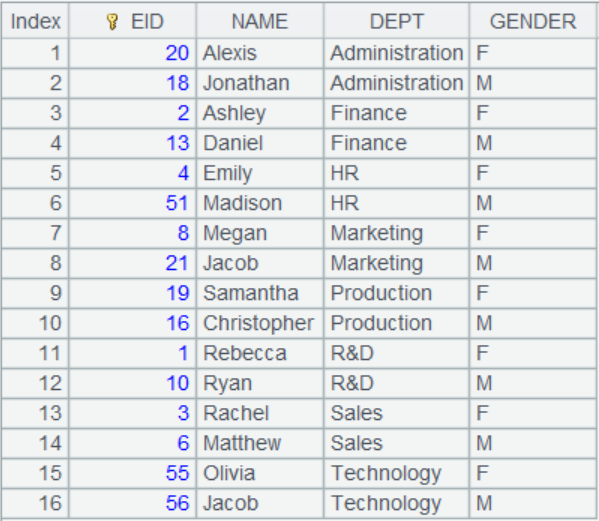 Index EID NAME DEPT GENDER
1 20 Alexis Administration F
2 18 Jonathan Administration M
3 2 Ashley Finance F
4 13 Daniel Finance M
5 4 Emily HR F
6 51 Madison HR M
7 8 Megan Marketing F
8 21 Jacob Marketing M
9 19 Samantha Production F
10 16 Christopher Production M
11 1 Rebecca R&D F
12 10 Ryan R&D M
13 3 Rachel Sales F
14 6 Matthew Sales M
15 55 Olivia Technology F
16 56 Jacob Technology M